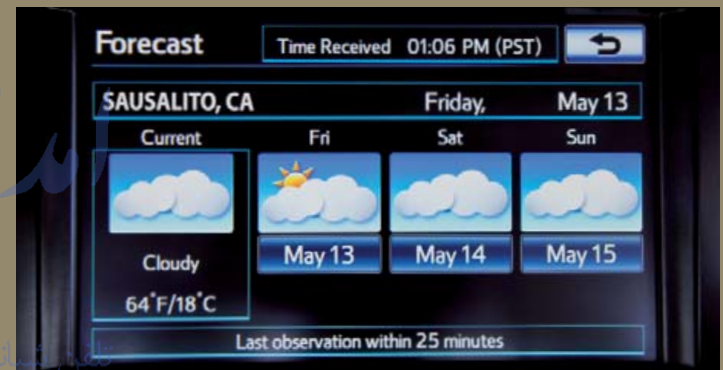 Forecast
Time Received 01:06 PM (PST)
SAUSALITO, CA Friday, May 13
Current Fri Sat Sun
Cloudy
May 13 May 14 May 15
64°F/18°C
Last observation within 25 minutes